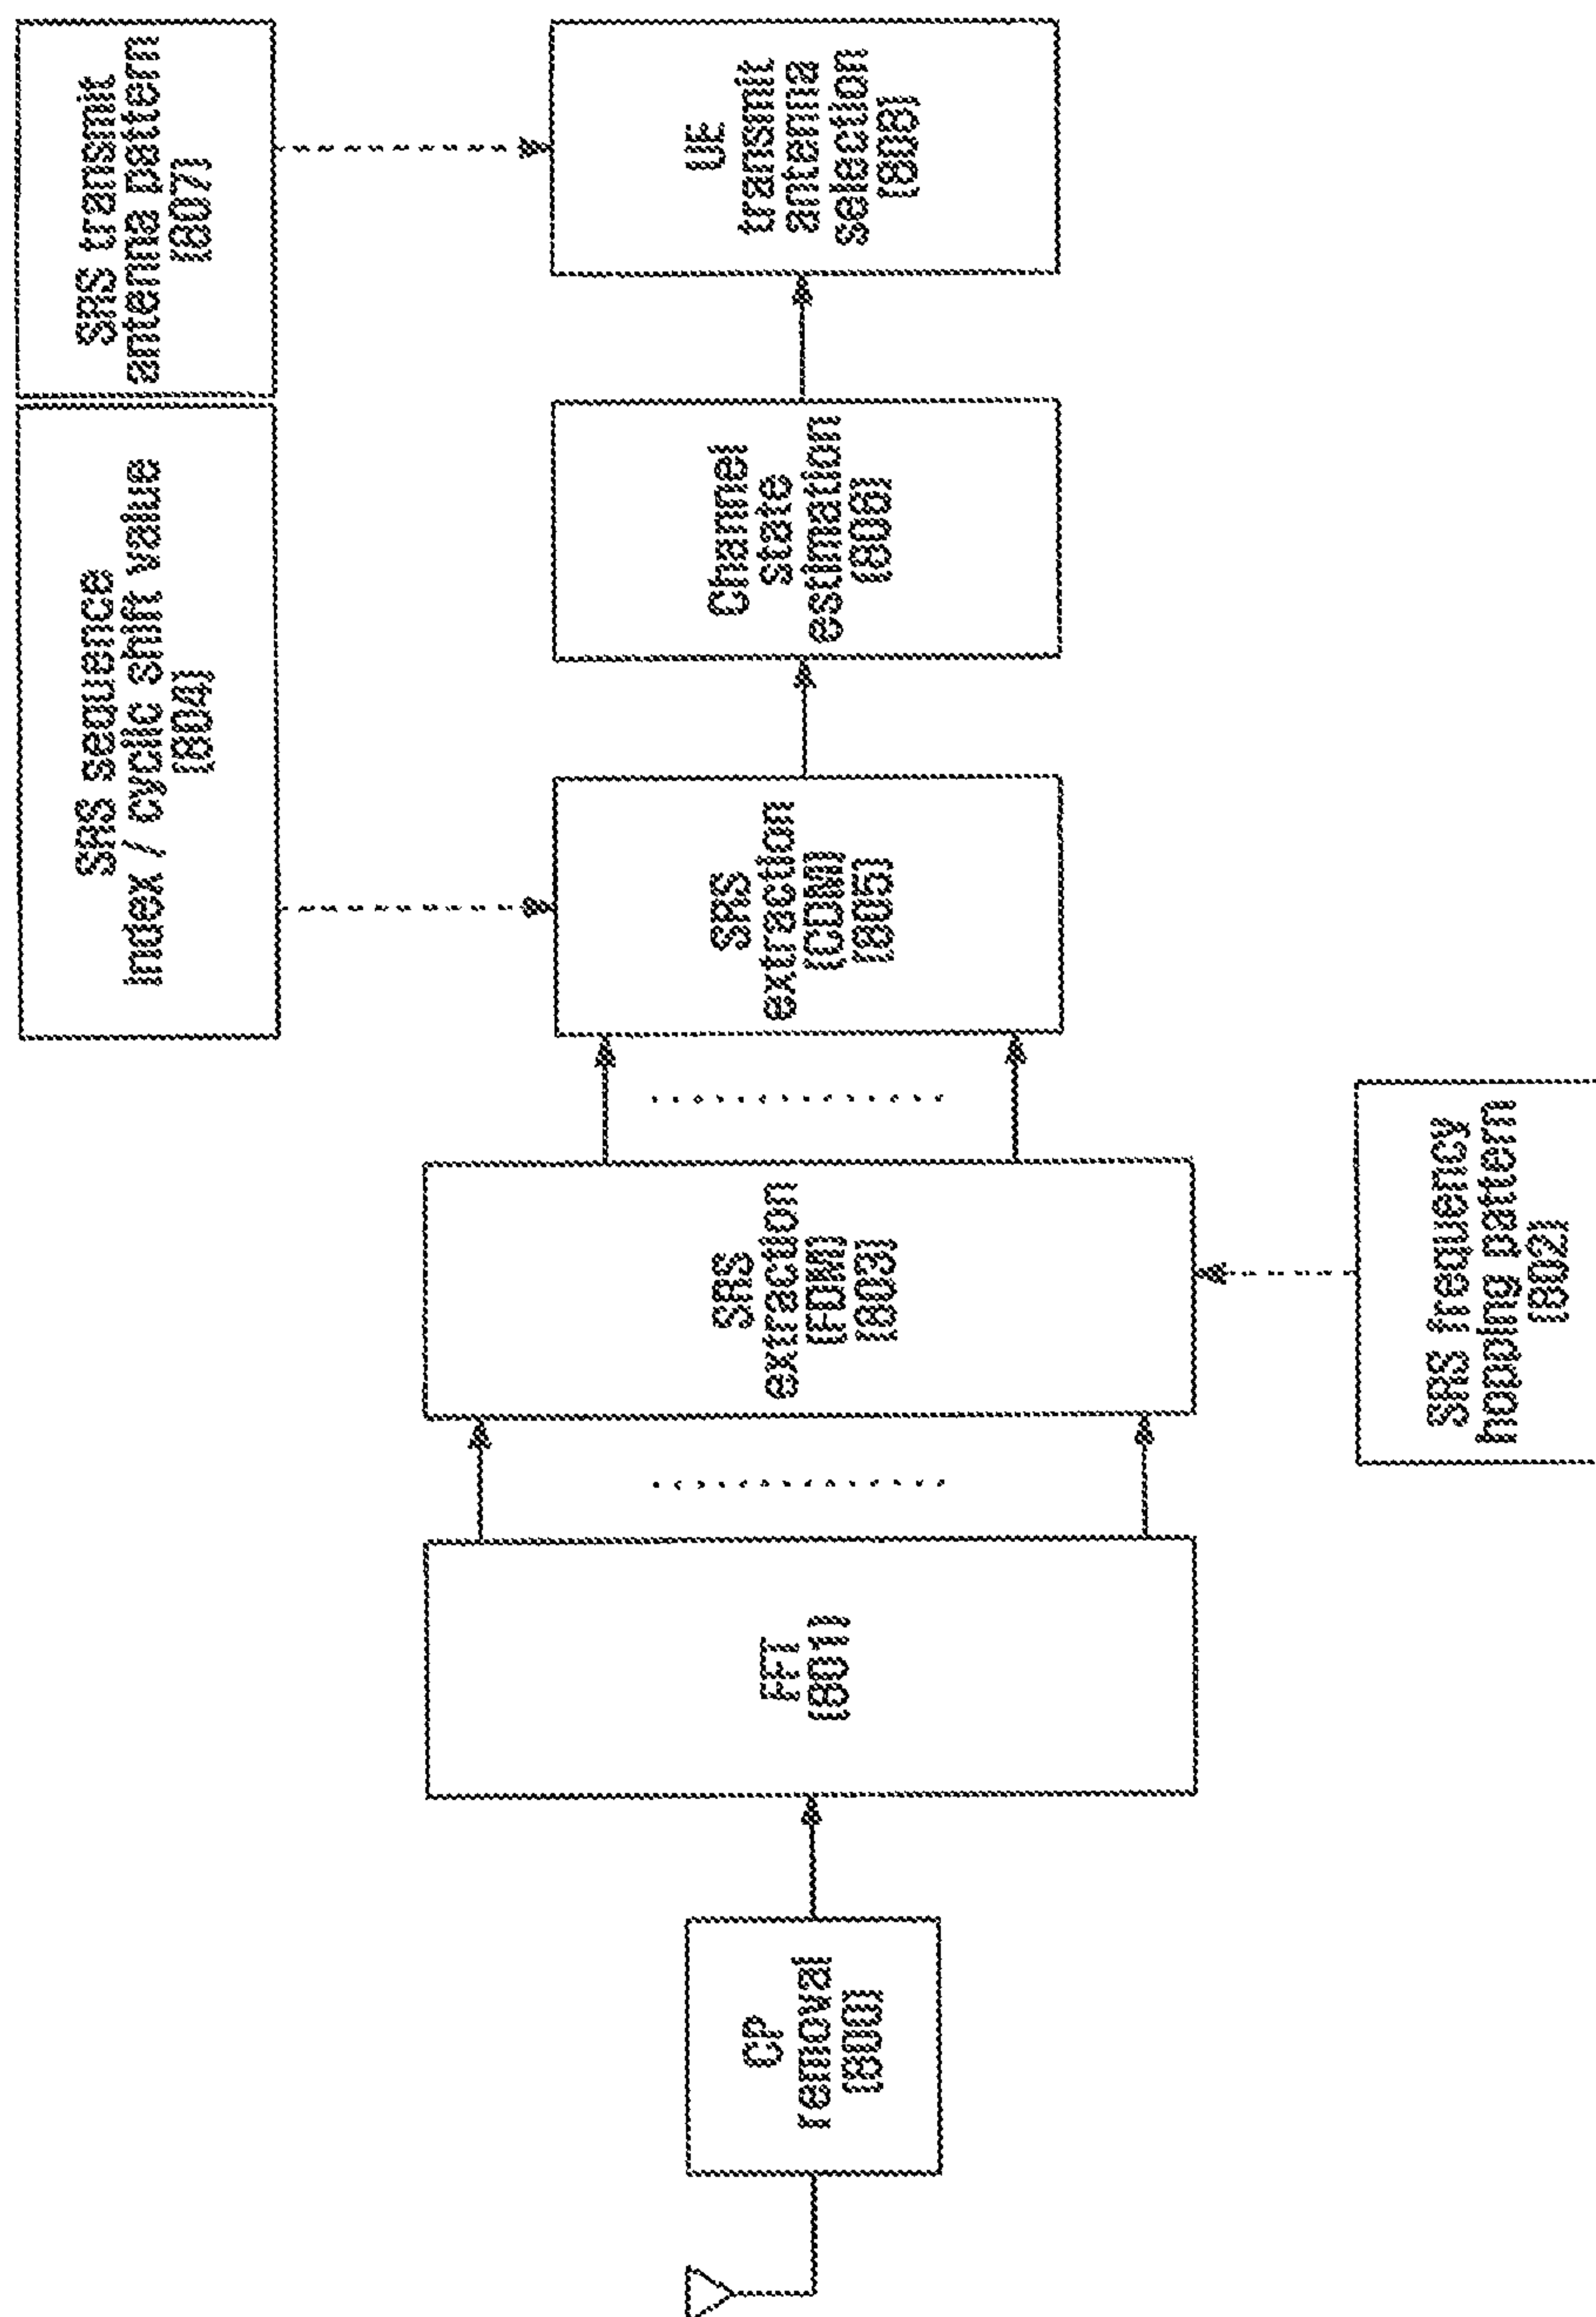 SRS sequence
index / cyclic shift value
[804]
SRS transmit
antenna pattern
[807]
CP
removal
[800]
FFT
[801]
SRS
extraction
[FDM]
[803]
SRS
extraction
[CDM]
[805]
Channel
state
estimation
[806]
UE
transmit
antenna
selection
[808]
SRS frequency
hopping pattern
[802]